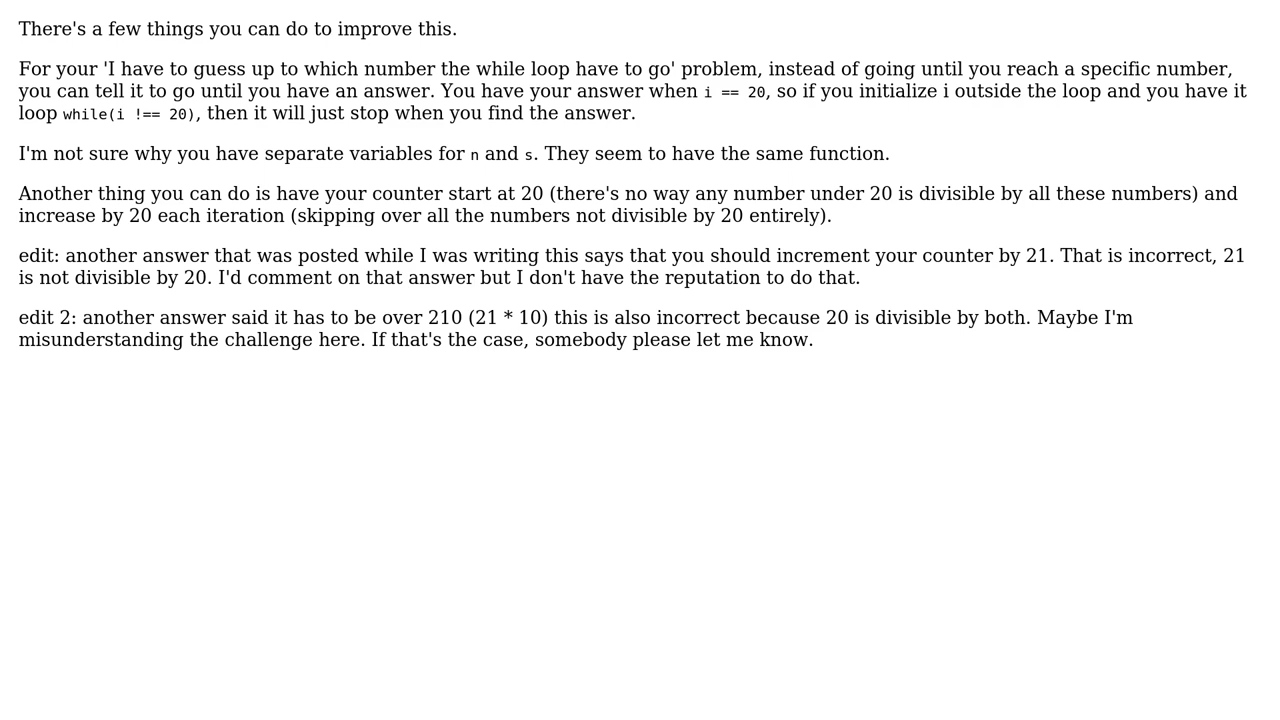 There's a few things you can do to improve this.
For your 'I have to guess up to which number the while loop have to go' problem, instead of going until you reach a specific number,
you can tell it to go until you have an answer. You have your answer when i == 20, so if you initialize i outside the loop and you have it
loop while(i !== 20), then it will just stop when you find the answer.
I'm not sure why you have separate variables for n and s. They seem to have the same function.
Another thing you can do is have your counter start at 20 (there's no way any number under 20 is divisible by all these numbers) and
increase by 20 each iteration (skipping over all the numbers not divisible by 20 entirely).
edit: another answer that was posted while I was writing this says that you should increment your counter by 21. That is incorrect, 21
is not divisible by 20. I'd comment on that answer but I don't have the reputation to do that.
edit 2: another answer said it has to be over 210 (21 * 10) this is also incorrect because 20 is divisible by both. Maybe I'm
misunderstanding the challenge here. If that's the case, somebody please let me know.